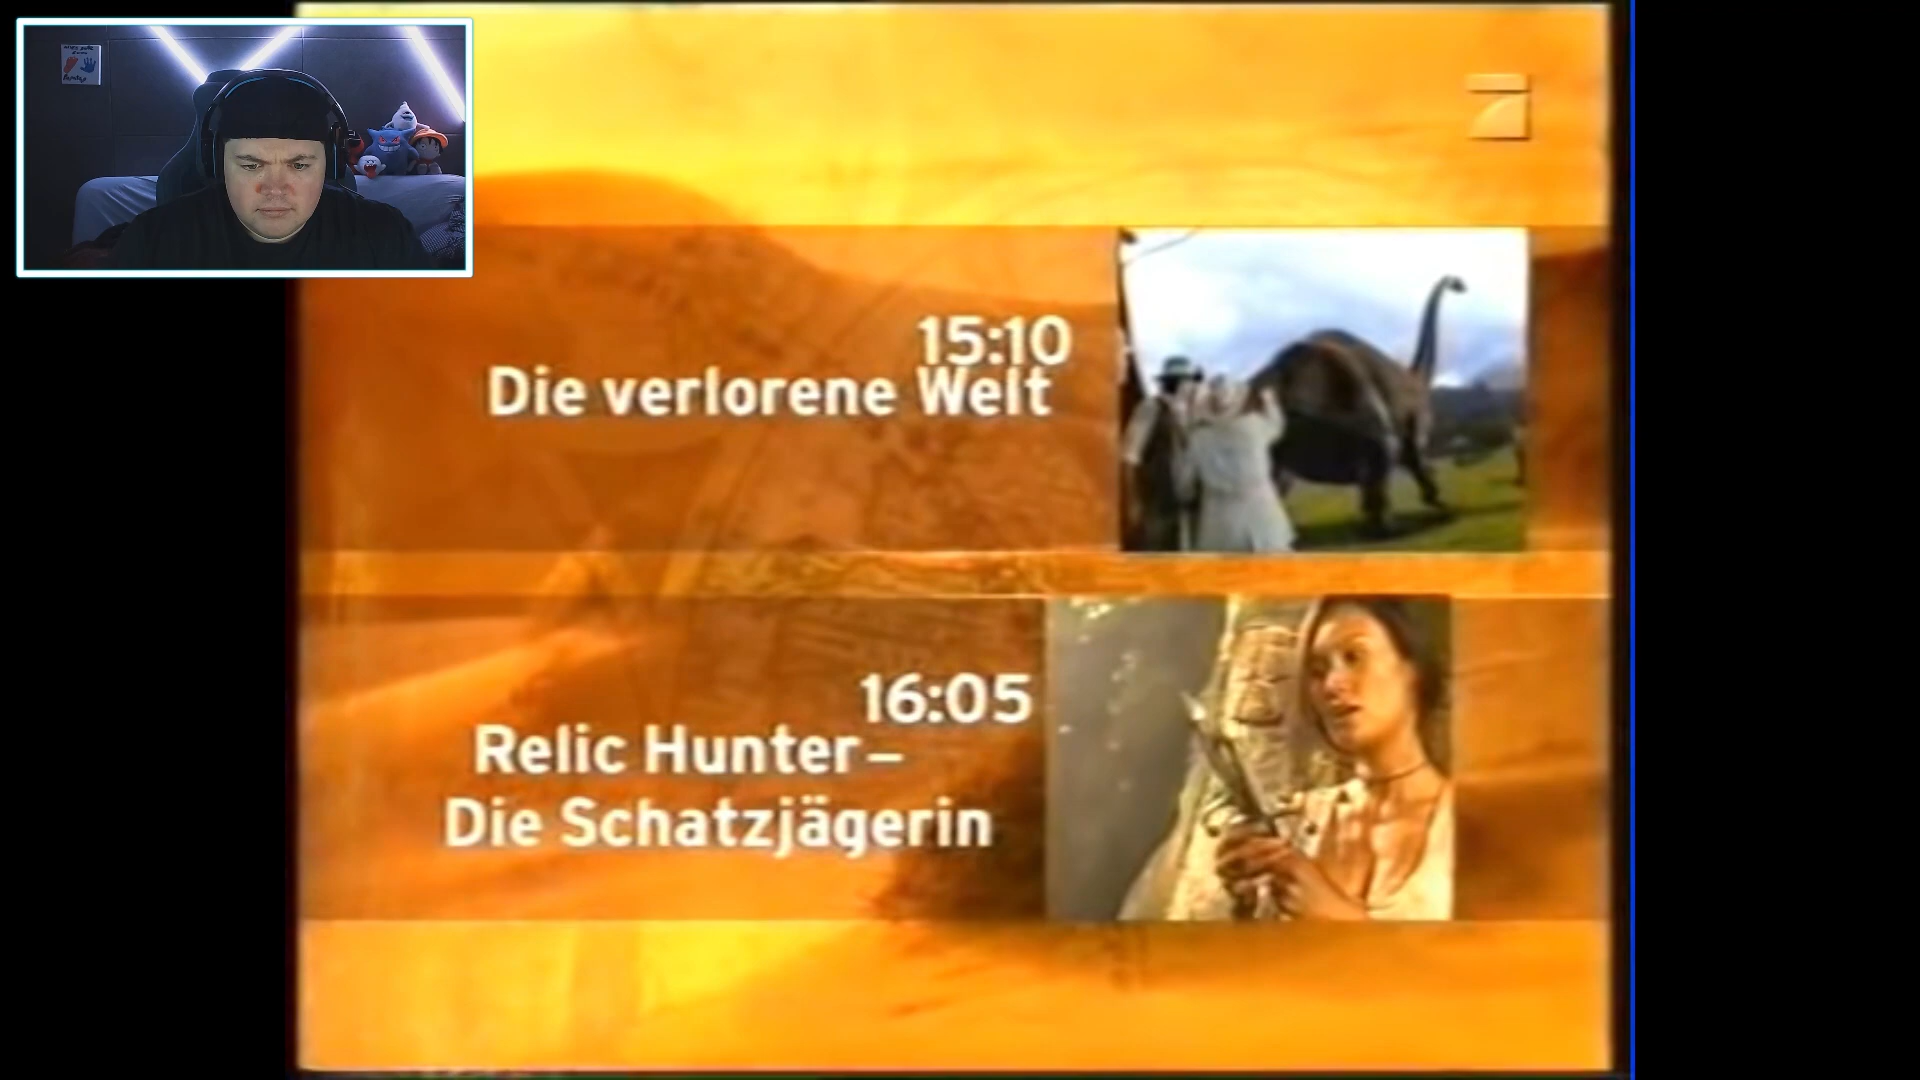 15:10
Die verlorene Welt
16:05
Relic Hunter –
Die Schatzjägerin